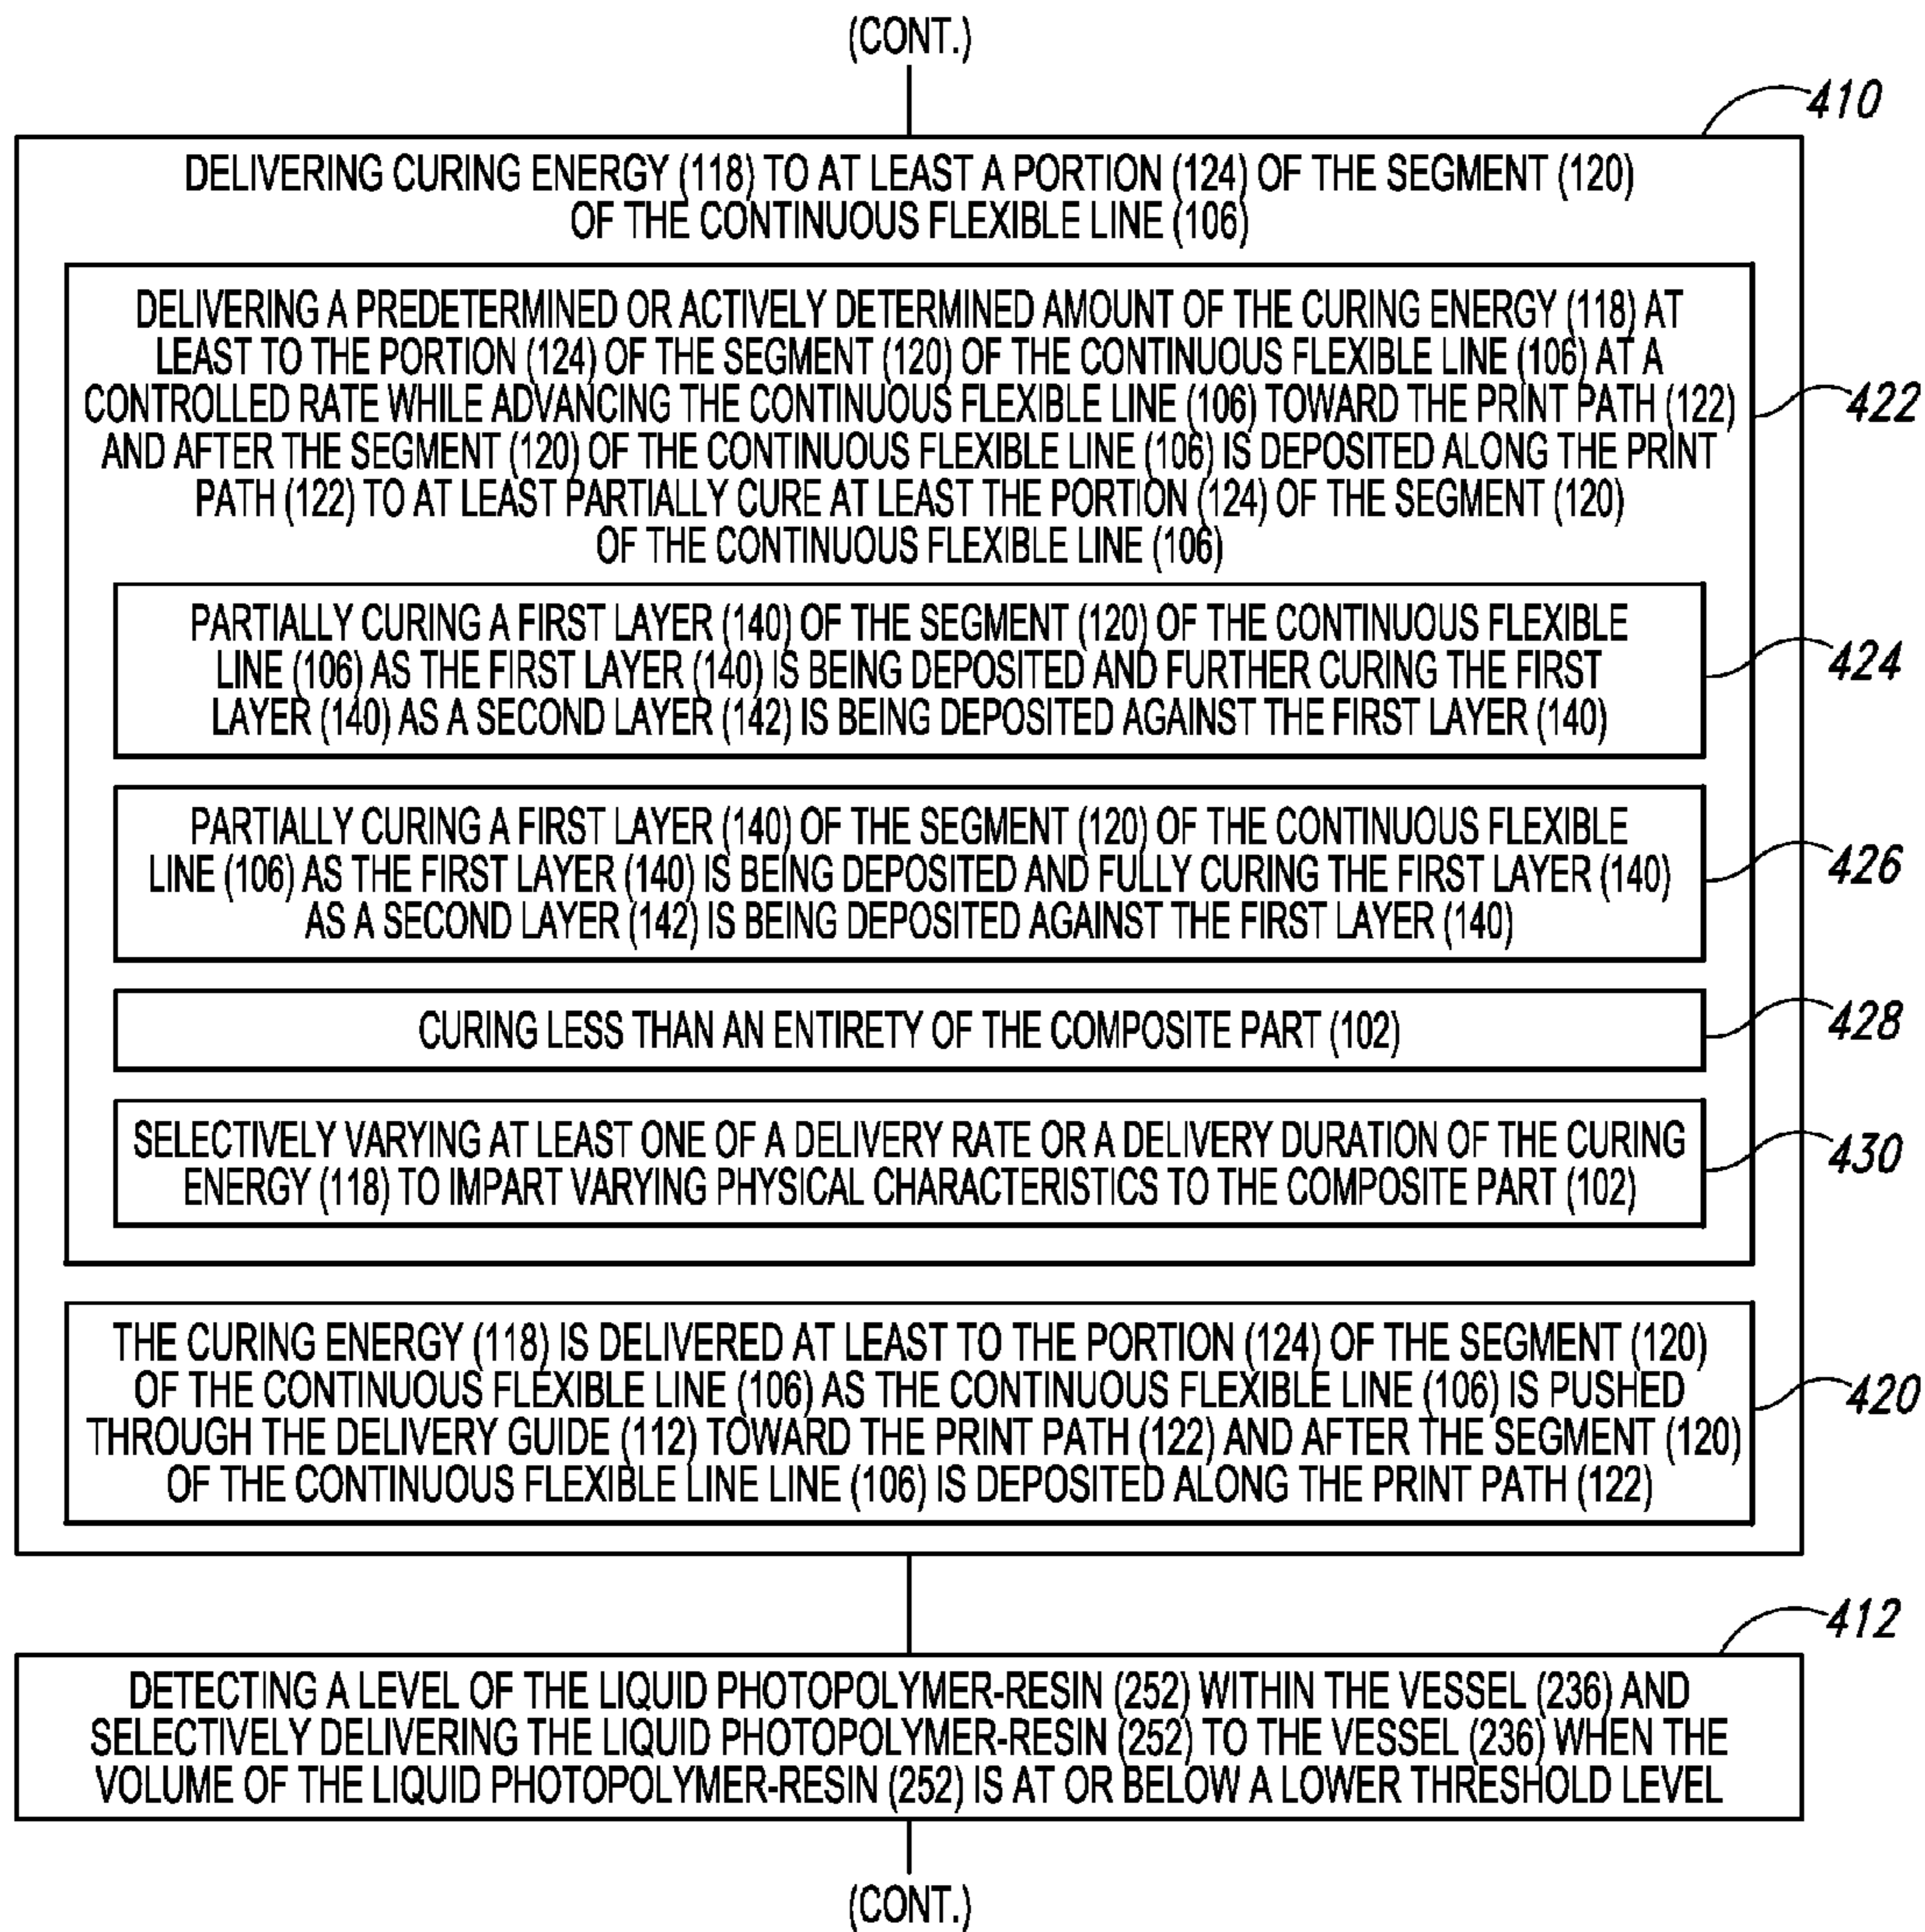 (CONT.)
410
DELIVERING CURING ENERGY (118) TO AT LEAST A PORTION (124) OF THE SEGMENT (120)
OF THE CONTINUOUS FLEXIBLE LINE (106)
DELIVERING A PREDETERMINED OR ACTIVELY DETERMINED AMOUNT OF THE CURING ENERGY (118) AT
LEAST TO THE PORTION (124) OF THE SEGMENT (120) OF THE CONTINUOUS FLEXIBLE LINE (106) AT A
CONTROLLED RATE WHILE ADVANCING THE CONTINUOUS FLEXIBLE LINE (106) TOWARD THE PRINT PATH (122)
AND AFTER THE SEGMENT (120) OF THE CONTINUOUS FLEXIBLE LINE (106) IS DEPOSITED ALONG THE PRINT
PATH (122) TO AT LEAST PARTIALLY CURE AT LEAST THE PORTION (124) OF THE SEGMENT (120)
OF THE CONTINUOUS FLEXIBLE LINE (106)
422
PARTIALLY CURING A FIRST LAYER (140) OF THE SEGMENT (120) OF THE CONTINUOUS FLEXIBLE
LINE (106) AS THE FIRST LAYER (140) IS BEING DEPOSITED AND FURTHER CURING THE FIRST
LAYER (140) AS A SECOND LAYER (142) IS BEING DEPOSITED AGAINST THE FIRST LAYER (140)
424
PARTIALLY CURING A FIRST LAYER (140) OF THE SEGMENT (120) OF THE CONTINUOUS FLEXIBLE
LINE (106) AS THE FIRST LAYER (140) IS BEING DEPOSITED AND FULLY CURING THE FIRST LAYER (140)
AS A SECOND LAYER (142) IS BEING DEPOSITED AGAINST THE FIRST LAYER (140)
426
CURING LESS THAN AN ENTIRETY OF THE COMPOSITE PART (102)
428
SELECTIVELY VARYING AT LEAST ONE OF A DELIVERY RATE OR A DELIVERY DURATION OF THE CURING
ENERGY (118) TO IMPART VARYING PHYSICAL CHARACTERISTICS TO THE COMPOSITE PART (102)
430
THE CURING ENERGY (118) IS DELIVERED AT LEAST TO THE PORTION (124) OF THE SEGMENT (120)
OF THE CONTINUOUS FLEXIBLE LINE (106) AS THE CONTINUOUS FLEXIBLE LINE (106) IS PUSHED
THROUGH THE DELIVERY GUIDE (112) TOWARD THE PRINT PATH (122) AND AFTER THE SEGMENT (120)
OF THE CONTINUOUS FLEXIBLE LINE LINE (106) IS DEPOSITED ALONG THE PRINT PATH (122)
420
412
DETECTING A LEVEL OF THE LIQUID PHOTOPOLYMER-RESIN (252) WITHIN THE VESSEL (236) AND
SELECTIVELY DELIVERING THE LIQUID PHOTOPOLYMER-RESIN (252) TO THE VESSEL (236) WHEN THE
VOLUME OF THE LIQUID PHOTOPOLYMER-RESIN (252) IS AT OR BELOW A LOWER THRESHOLD LEVEL
(CONT.)